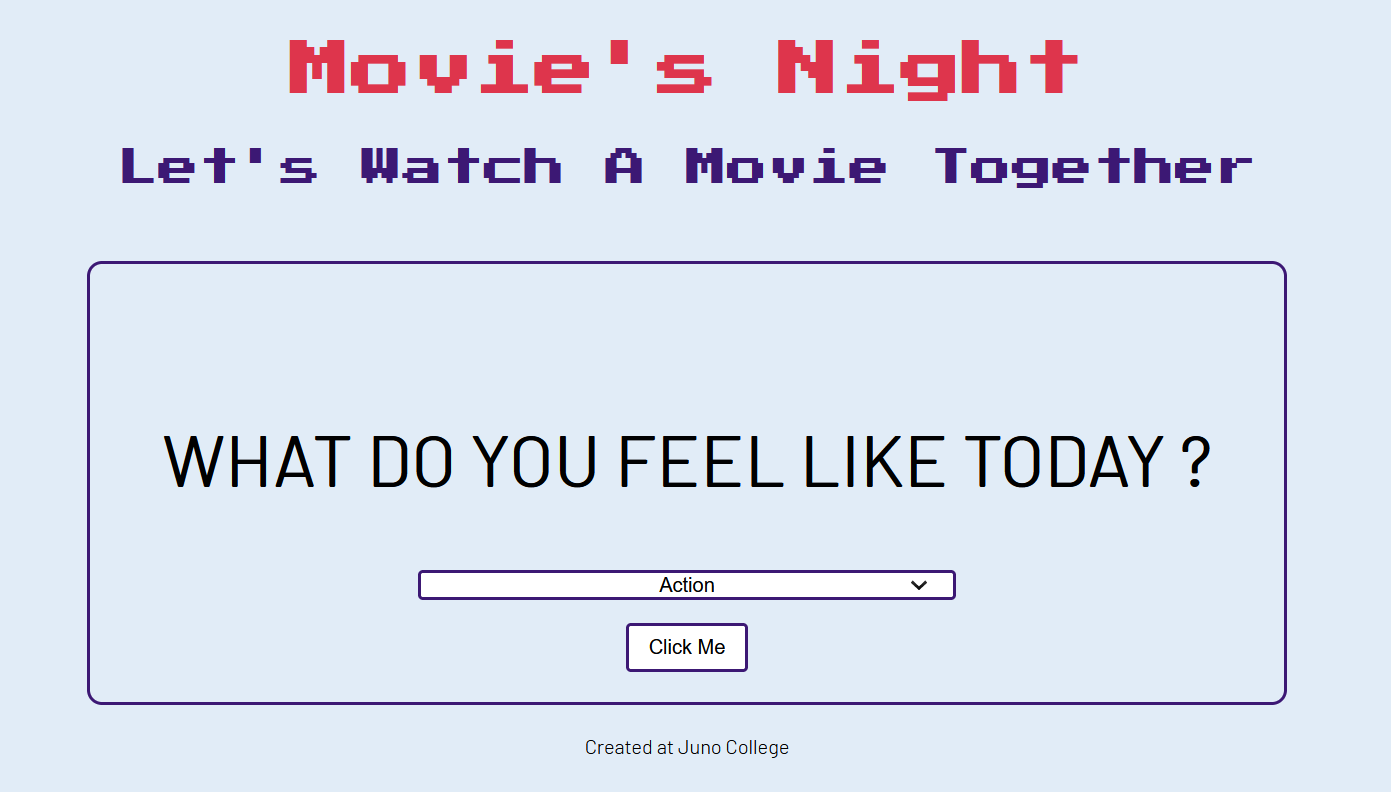 Movie's Night
Let's Watch A Movie Together
WHAT DO YOU FEEL LIKE TODAY ?
Action
Click Me
Created at Juno College